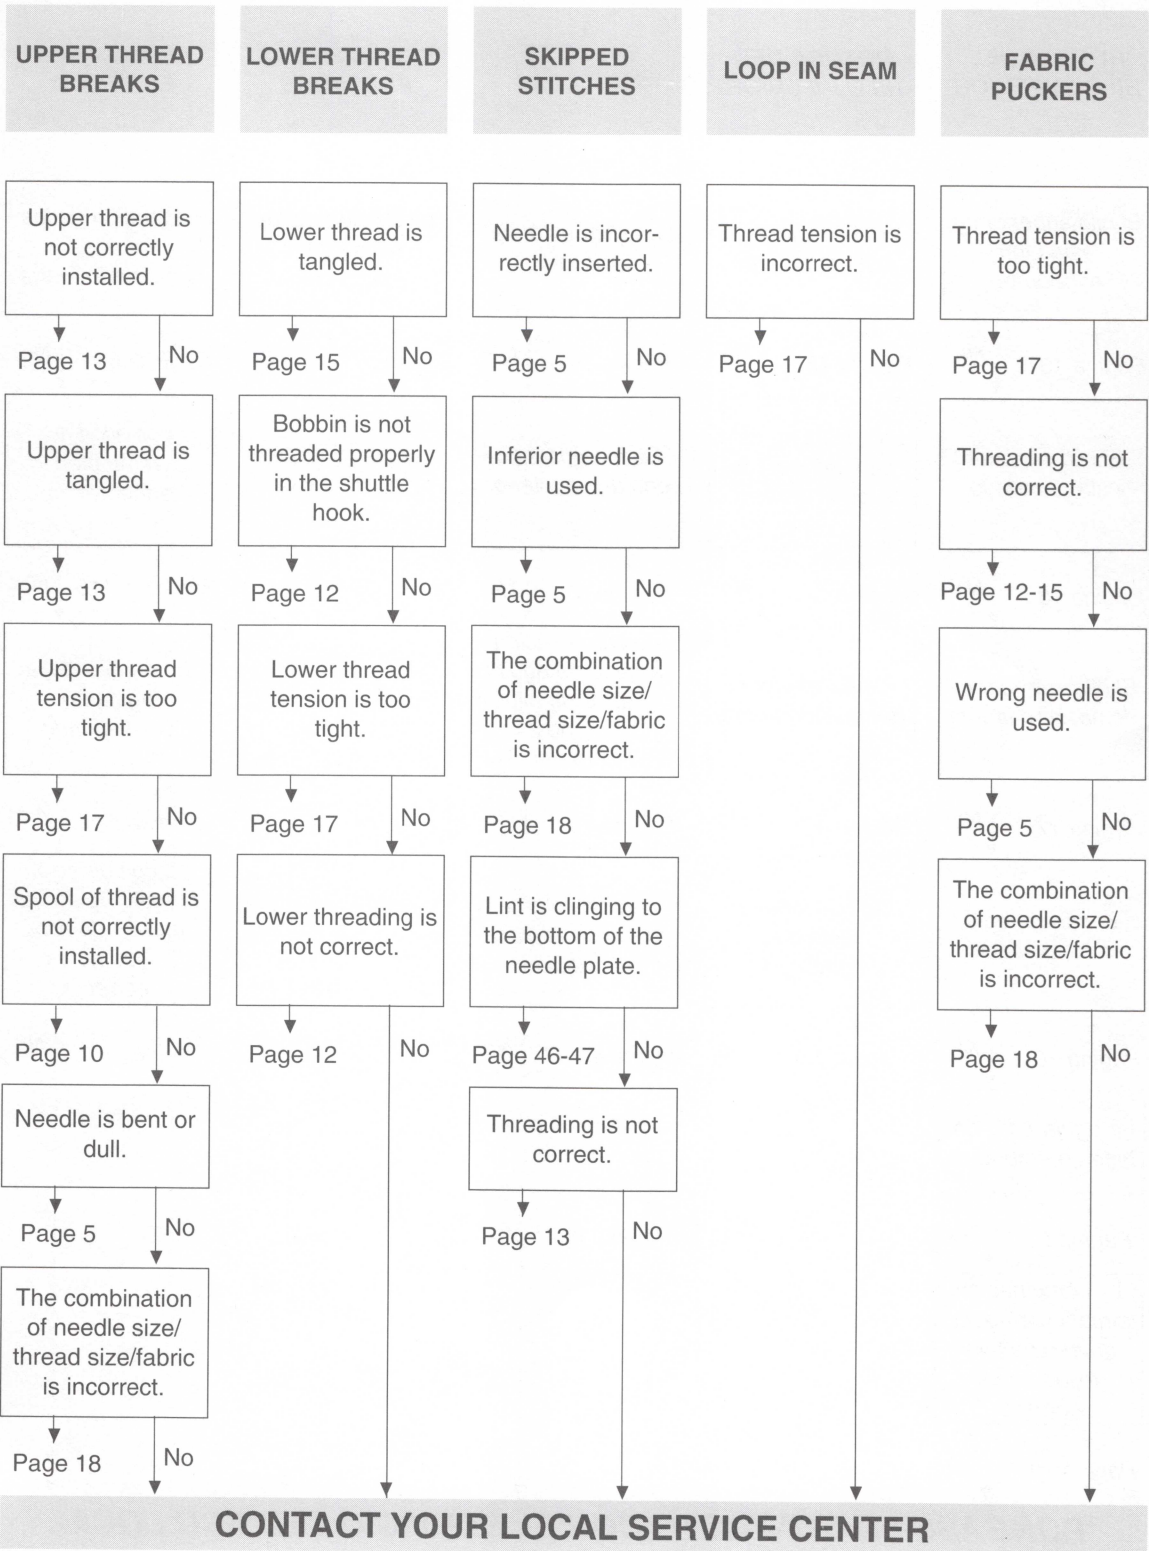 UPPER THREAD
BREAKS
Upper thread is
not correctly
installed.
Page 13
No
Upper thread is
tangled.
Page 13
No
Upper thread
tension is too
tight.
Page 17
No
Spool of thread is
not correctly
installed.
Page 10
No
Needle is bent or
dull.
Page 5
No
The combination
of needle size/
thread size/fabric
is incorrect.
Page 18
No
LOWER THREAD
BREAKS
Lower thread is
tangled.
Page 15
No
Bobbin is not
threaded properly
in the shuttle
hook.
Page 12
No
Lower thread
tension is too
tight.
Page 17
No
Lower threading is
not correct.
Page 12
No
SKIPPED
STITCHES
Needle is incor-
rectly inserted.
Page 5
No
Inferior needle is
used.
Page 5
No
The combination
of needle size/
thread size/fabric
is incorrect.
Page 18
No
Lint is clinging to
the bottom of the
needle plate.
Page 46-47
No
Threading is not
correct.
Page 13
No
LOOP IN SEAM
Thread tension is
incorrect.
Page 17
No
FABRIC
PUCKERS
Thread tension is
too tight.
Page 17
No
Threading is not
correct.
Page 12-15
No
Wrong needle is
used.
Page 5
No
The combination
of needle size/
thread size/fabric
is incorrect.
Page 18
No
CONTACT YOUR LOCAL SERVICE CENTER